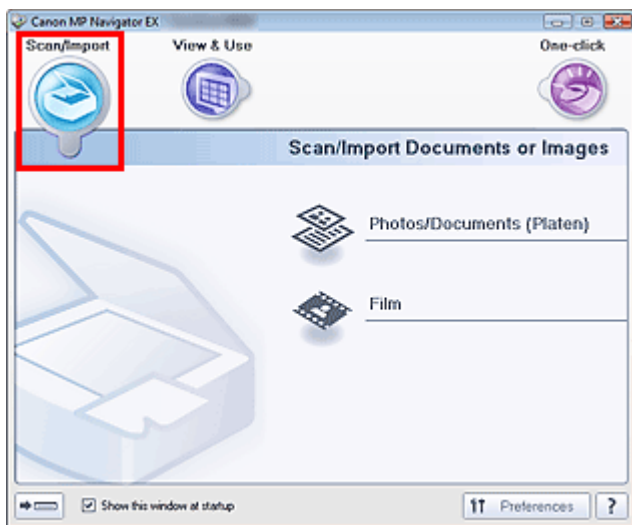 Canon MP Navigator EX
Scan/Import
View & Use
One-click
Scan/Import Documents or Images
Photos/Documents (Platen)
Film
Show this window at startup
Preferences
?